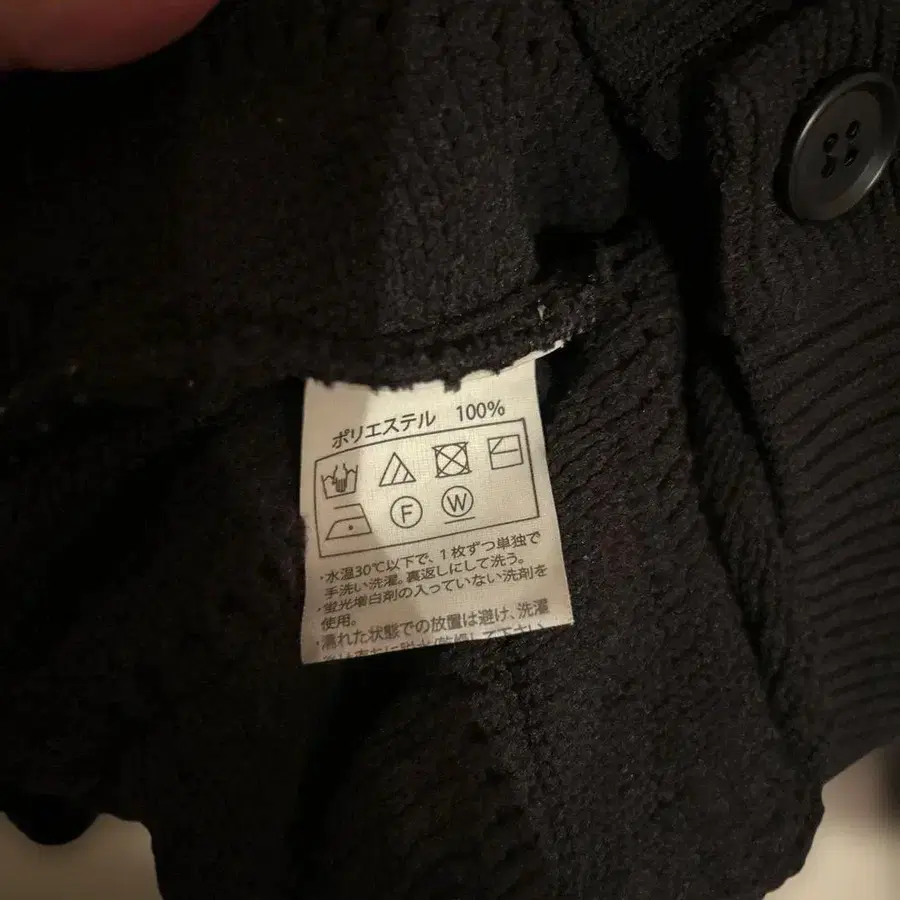 ポリエステル 100%
F W
・水温30℃以下で、1枚ずつ単独で
手洗い洗濯。裏返しにして洗う。
・蛍光増白剤の入っていない洗剤を
使用。
・濡れた状態での放置は避け、洗濯